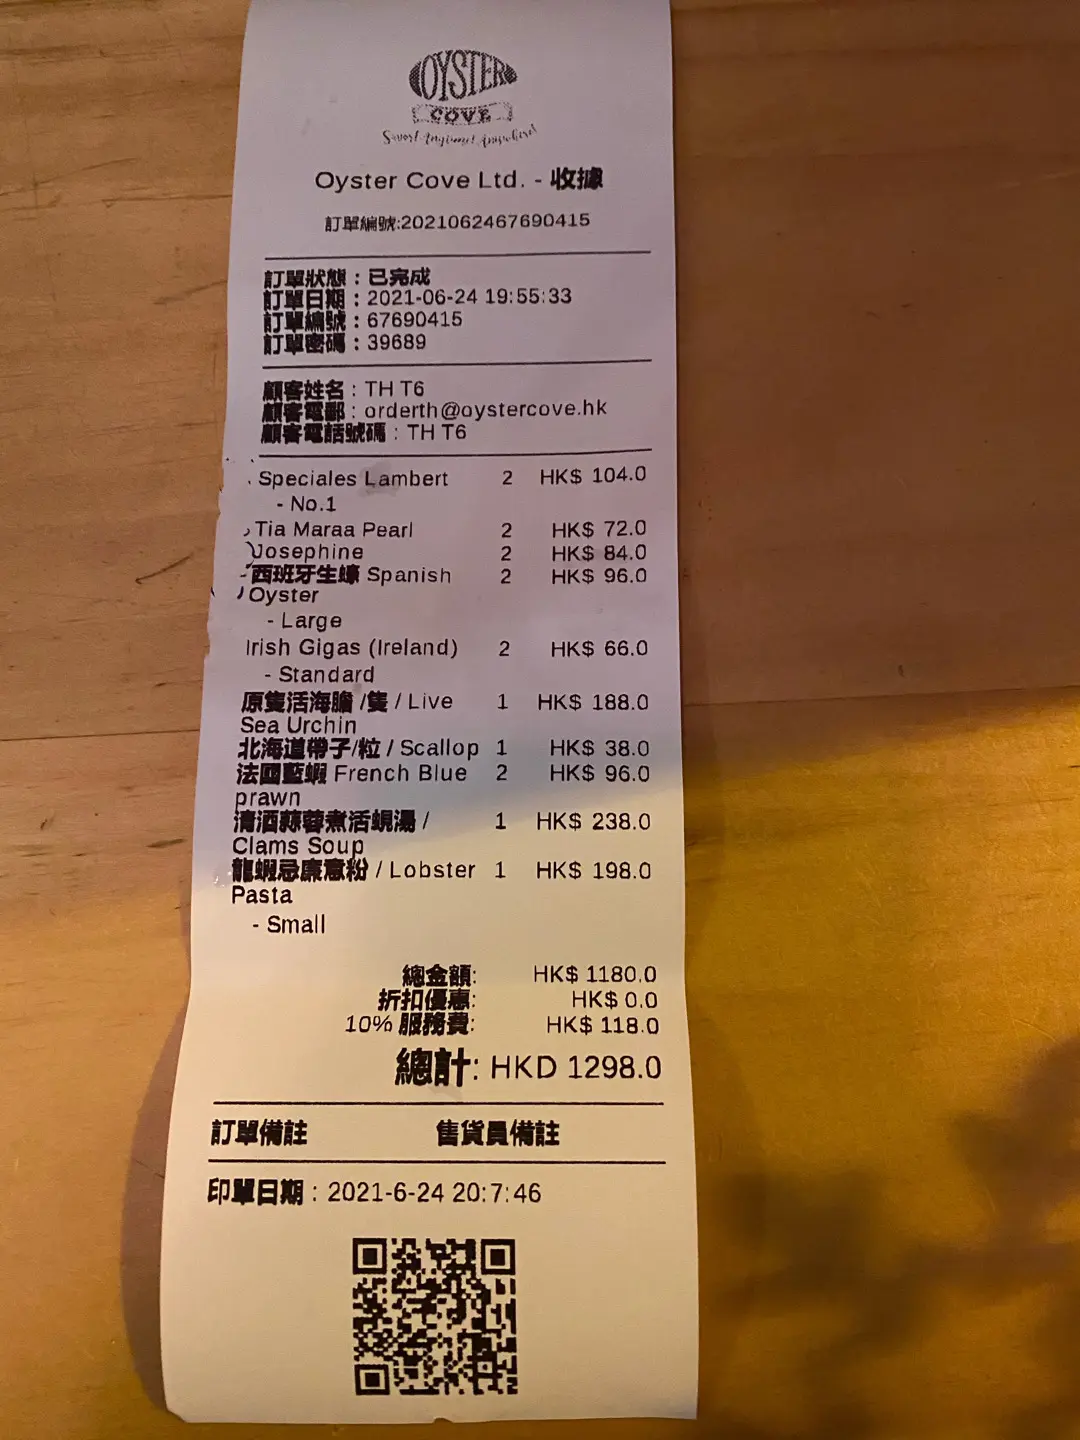 OYSTER
COVE
Oyster Cove Ltd. - 收據
訂單編號:2021062467690415
訂單狀態 : 已完成
訂單日期 : 2021-06-24 19:55:33
訂單編號 : 67690415
訂單密碼 : 39689
顧客姓名 : TH T6
顧客電郵 : orderth@oystercove.hk
顧客電話號碼 : TH T6
Speciales Lambert 2 HK$ 104.0
- No.1
Tia Maraa Pearl 2 HK$ 72.0
Josephine 2 HK$ 84.0
西班牙生蠔 Spanish 2 HK$ 96.0
Oyster
- Large
Irish Gigas (Ireland) 2 HK$ 66.0
- Standard
原隻活海膽 /隻 / Live 1 HK$ 188.0
Sea Urchin
北海道帶子/粒 / Scallop 1 HK$ 38.0
法國藍蝦 French Blue 2 HK$ 96.0
prawn
清酒蒜蓉煮活蜆湯 / 1 HK$ 238.0
Clams Soup
龍蝦忌廉意粉 / Lobster 1 HK$ 198.0
Pasta
- Small
總金額: HK$ 1180.0
折扣優惠: HK$ 0.0
10% 服務費: HK$ 118.0
總計: HKD 1298.0
訂單備註 售貨員備註
印單日期 : 2021-6-24 20:7:46